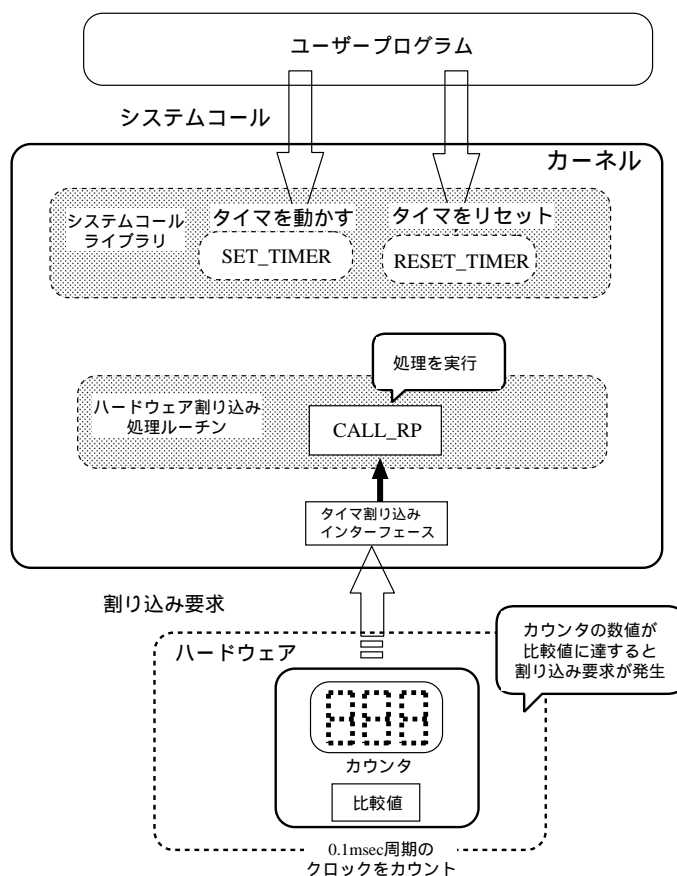 ユーザープログラム
システムコール
カーネル
システムコール
ライブラリ
タイマを動かす
SET_TIMER
タイマをリセット
RESET_TIMER
処理を実行
ハードウェア割り込み
処理ルーチン
CALL_RP
タイマ割り込み
インターフェース
割り込み要求
カウンタの数値が
比較値に達すると
割り込み要求が発生
ハードウェア
カウンタ
比較値
0.1msec周期の
クロックをカウント